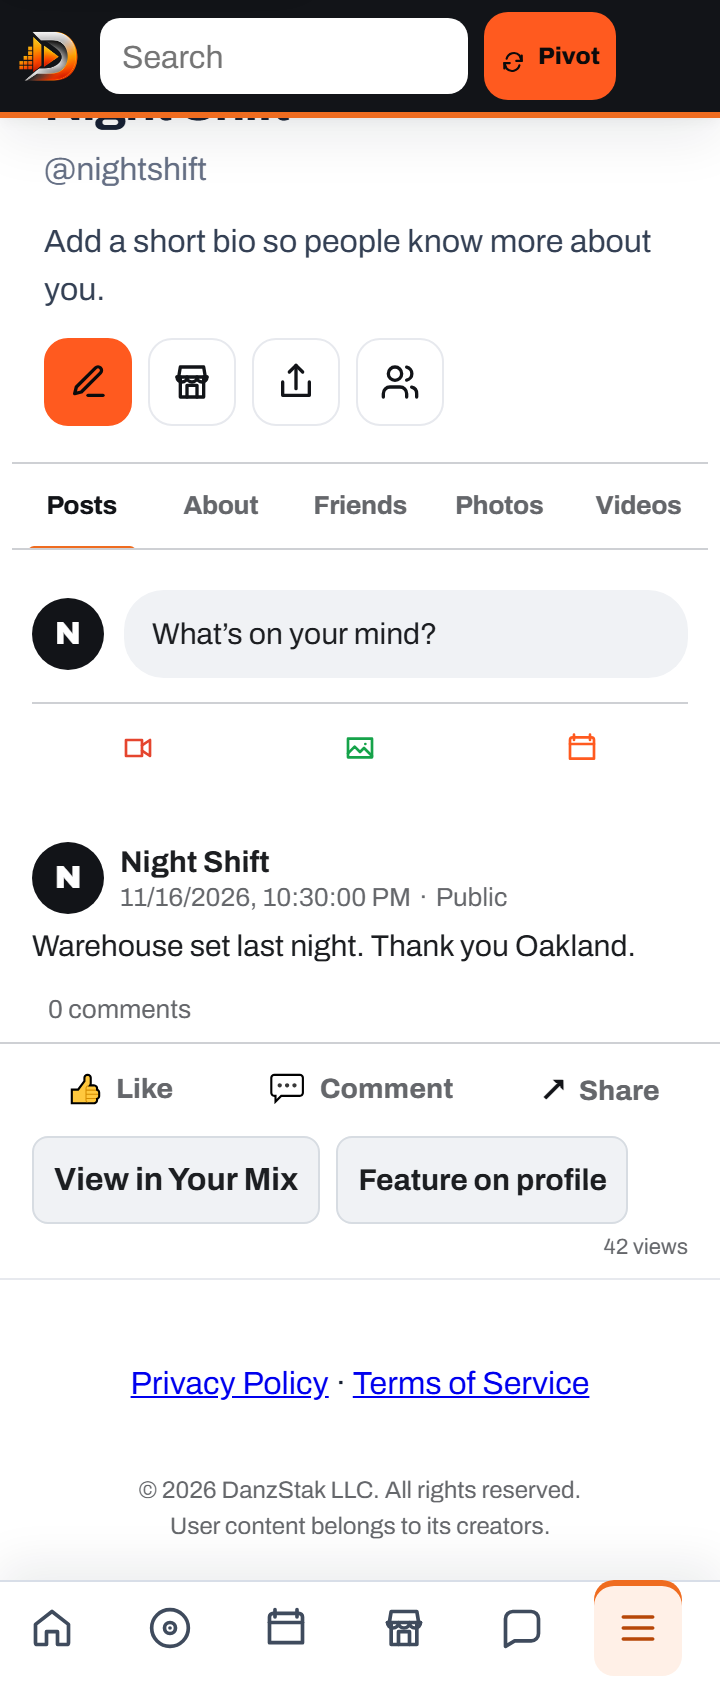 Search
Pivot
Night Shift
@nightshift
Add a short bio so people know more about
you.
Posts About Friends Photos Videos
N
What’s on your mind?
N
Night Shift
11/16/2026, 10:30:00 PM · Public
Warehouse set last night. Thank you Oakland.
0 comments
👍 Like 💬 Comment ↗ Share
View in Your Mix Feature on profile
42 views
Privacy Policy · Terms of Service
© 2026 DanzStak LLC. All rights reserved.
User content belongs to its creators.